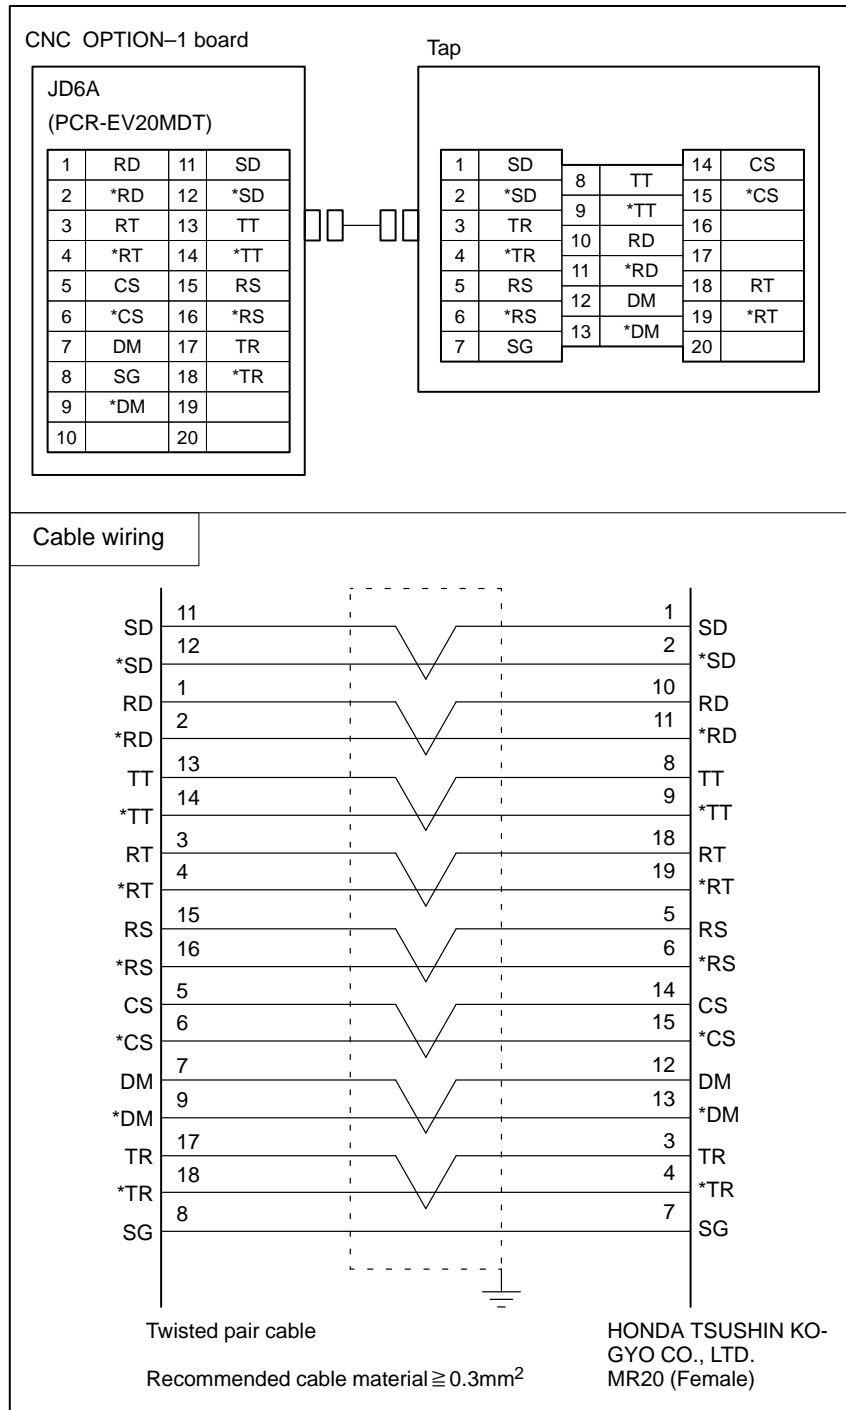 CNC OPTION–1 board
Tap
JD6A
(PCR-EV20MDT)
1 RD 11 SD
2 *RD 12 *SD
3 RT 13 TT
4 *RT 14 *TT
5 CS 15 RS
6 *CS 16 *RS
7 DM 17 TR
8 SG 18 *TR
9 *DM 19
10 20
1 SD
2 *SD
3 TR
4 *TR
5 RS
6 *RS
7 SG
8 TT
9 *TT
10 RD
11 *RD
12 DM
13 *DM
14 CS
15 *CS
16
17
18 RT
19 *RT
20
Cable wiring
SD 11 1 SD
*SD 12 2 *SD
RD 1 10 RD
*RD 2 11 *RD
TT 13 8 TT
*TT 14 9 *TT
RT 3 18 RT
*RT 4 19 *RT
RS 15 5 RS
*RS 16 6 *RS
CS 5 14 CS
*CS 6 15 *CS
DM 7 12 DM
*DM 9 13 *DM
TR 17 3 TR
*TR 18 4 *TR
SG 8 7 SG
Twisted pair cable
Recommended cable material ≧ 0.3mm2
HONDA TSUSHIN KO-
GYO CO., LTD.
MR20 (Female)